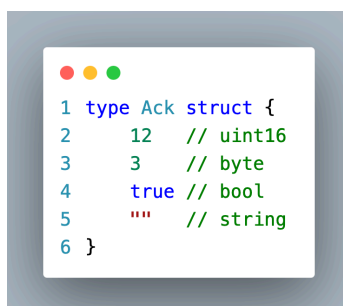 1 type Ack struct {
2     12   // uint16
3     3    // byte
4     true // bool
5     ""   // string
6 }